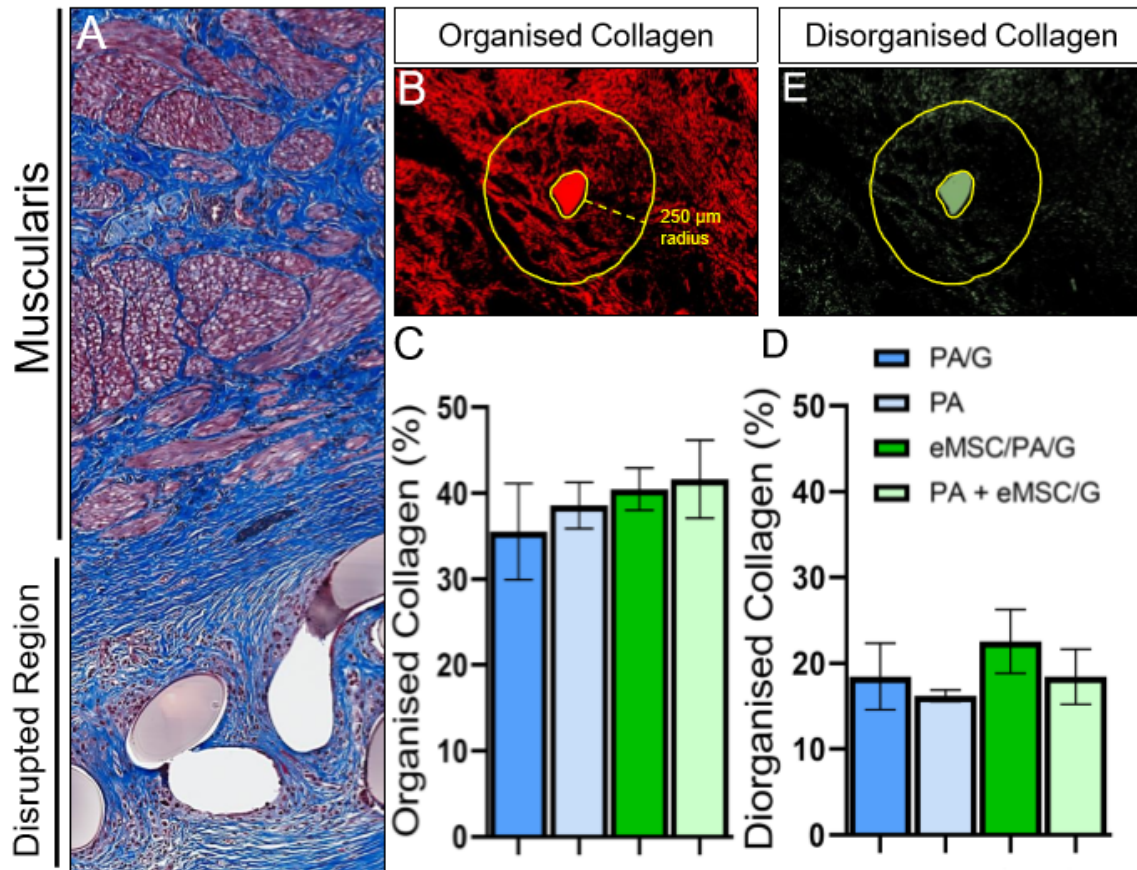 A
Muscularis
Disrupted Region
Organised Collagen
B
250 µm
radius
Disorganised Collagen
E
C
Organised Collagen (%)
50
40
30
20
10
0
D
Diorganised Collagen (%)
50
40
30
20
10
0
PA/G
PA
eMSC/PA/G
PA + eMSC/G